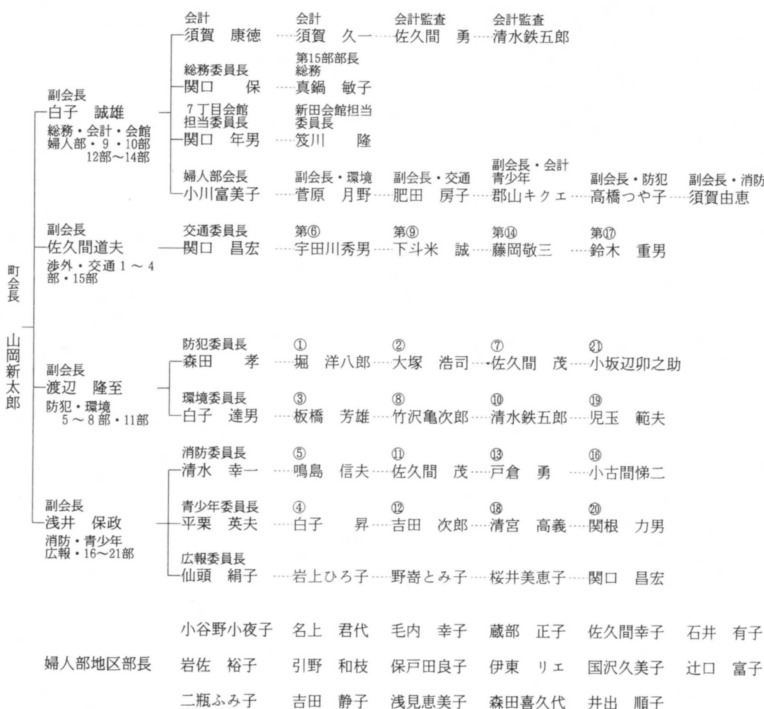 町会長　山岡新太郎
副会長
白子　誠雄
総務・会計・会館
婦人部・9・10部
12部～14部
会計　会計　会計監査　会計監査
須賀　康徳　須賀　久一　佐久間　勇　清水鉄五郎
第15部部長
総務委員長　総務
関口　保　真鍋　敏子
7丁目会館　新田会館担当
担当委員長　委員長
関口　年男　笈川　隆
副会長・会計
婦人部会長　副会長・環境　副会長・交通　青少年　副会長・防犯　副会長・消防
小川富美子　菅原　月野　肥田　房子　郡山キクエ　高橋つや子　須賀由恵
副会長
佐久間道夫
渉外・交通1～4
部・15部
交通委員長　第⑥　第⑨　第⑭　第⑰
関口　昌宏　宇田川秀男　下斗米　誠　藤岡敬三　鈴木　重男
副会長
渡辺　隆至
防犯・環境
5～8部・11部
防犯委員長　①　②　⑦　㉑
森田　孝　堀　洋八郎　大塚　浩司　佐久間　茂　小坂辺卯之助
環境委員長　③　⑧　⑩　⑲
白子　達男　板橋　芳雄　竹沢亀次郎　清水鉄五郎　児玉　範夫
副会長
浅井　保政
消防・青少年
広報・16～21部
消防委員長　⑤　⑪　⑬　⑯
清水　幸一　鳴島　信夫　佐久間　茂　戸倉　勇　小古間悌二
青少年委員長　④　⑫　⑱　⑳
平栗　英夫　白子　昇　吉田　次郎　清宮　高義　関根　力男
広報委員長
仙頭　絹子　岩上ひろ子　野嵜とみ子　桜井美恵子　関口　昌宏
婦人部地区部長
小谷野小夜子　名上　君代　毛内　幸子　蔵部　正子　佐久間幸子　石井　有子
岩佐　裕子　引野　和枝　保戸田良子　伊東　リエ　国沢久美子　辻口　富子
二瓶ふみ子　吉田　静子　浅見恵美子　森田喜久代　井出　順子